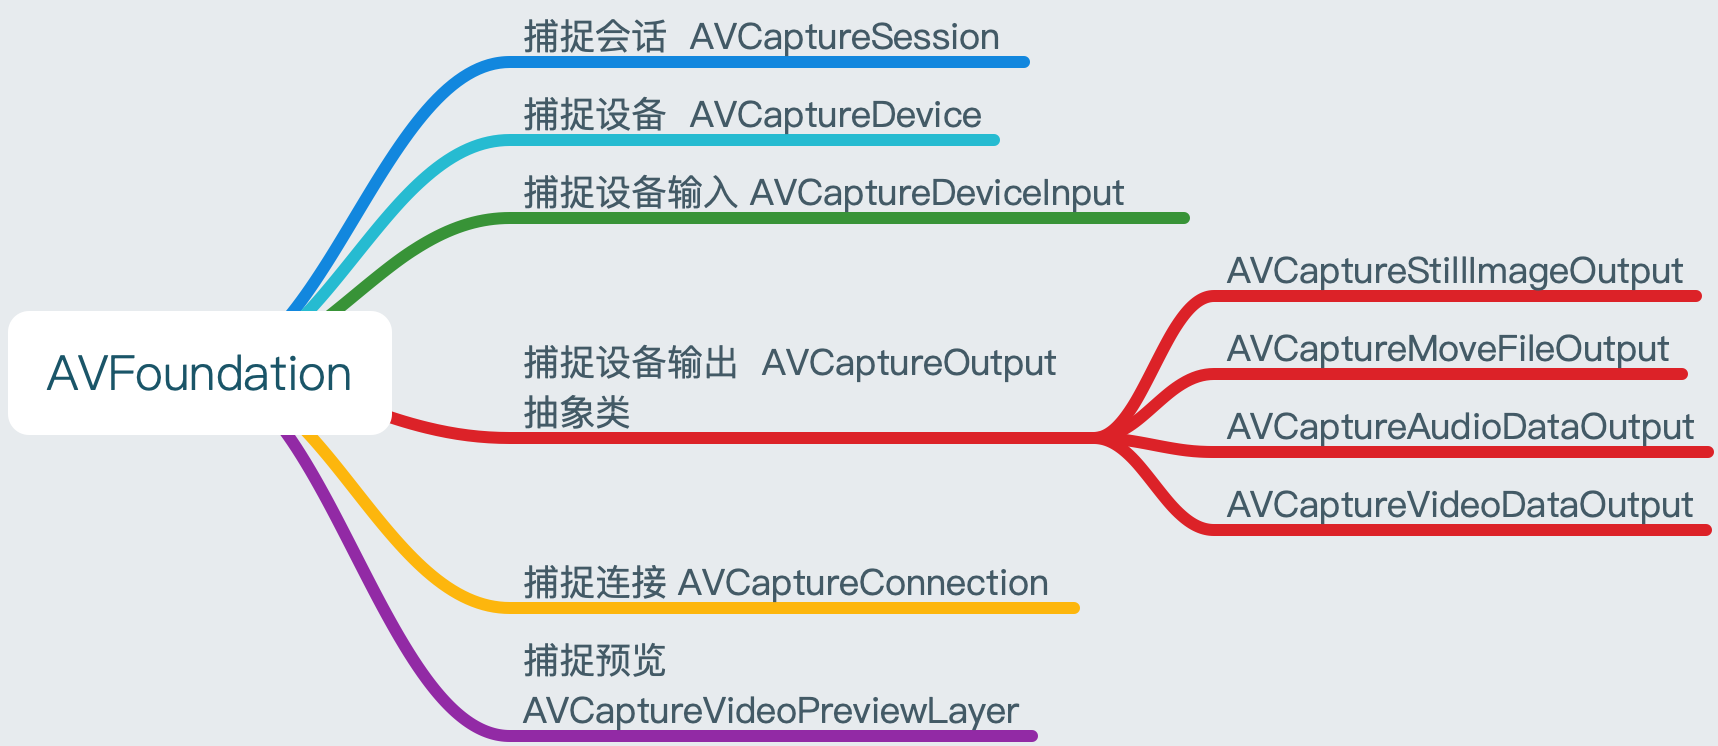 捕捉会话  AVCaptureSession
捕捉设备  AVCaptureDevice
捕捉设备输入 AVCaptureDeviceInput
AVCaptureStillImageOutput
AVCaptureMoveFileOutput
AVFoundation
捕捉设备输出  AVCaptureOutput
抽象类
AVCaptureAudioDataOutput
AVCaptureVideoDataOutput
捕捉连接 AVCaptureConnection
捕捉预览
AVCaptureVideoPreviewLayer